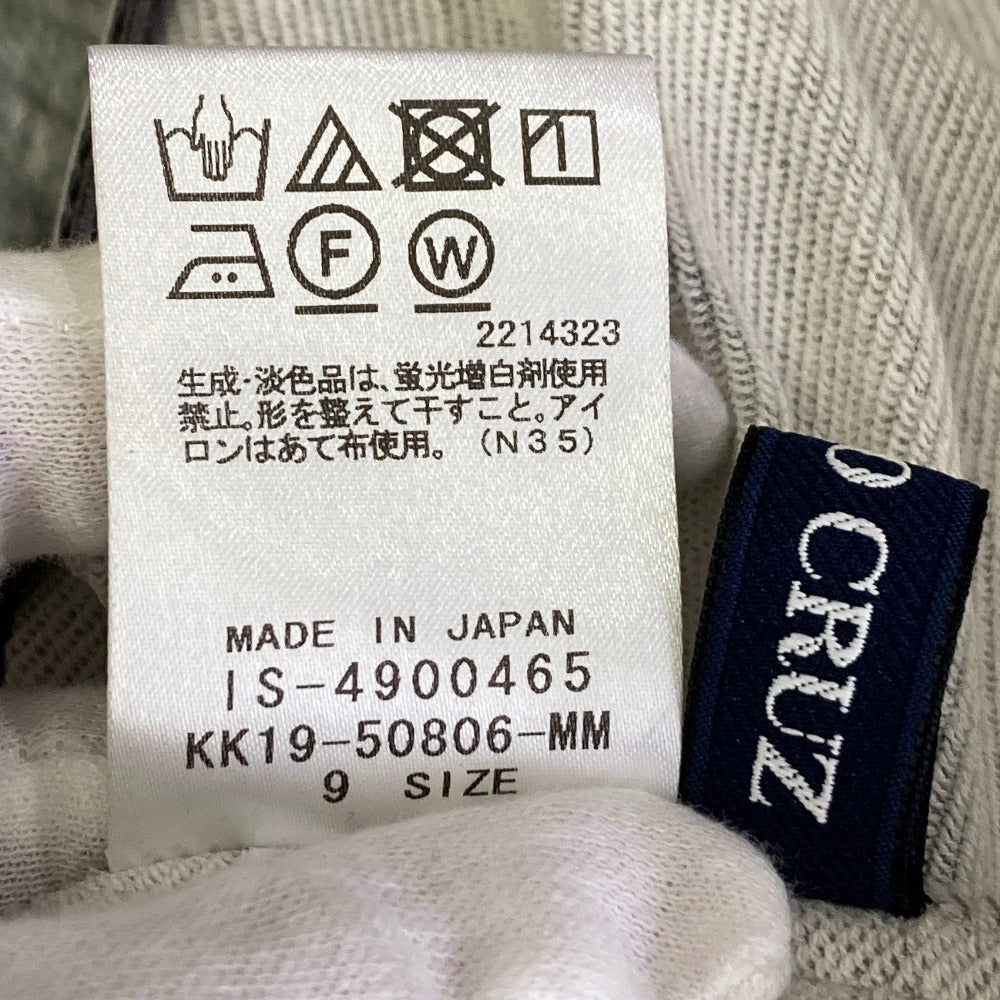 F
W
2214323
生成・淡色品は、蛍光増白剤使用
禁止。形を整えて干すこと。アイ
ロンはあて布使用。（N35）
MADE IN JAPAN
IS-4900465
KK19-50806-MM
9 SIZE
O CRUZ